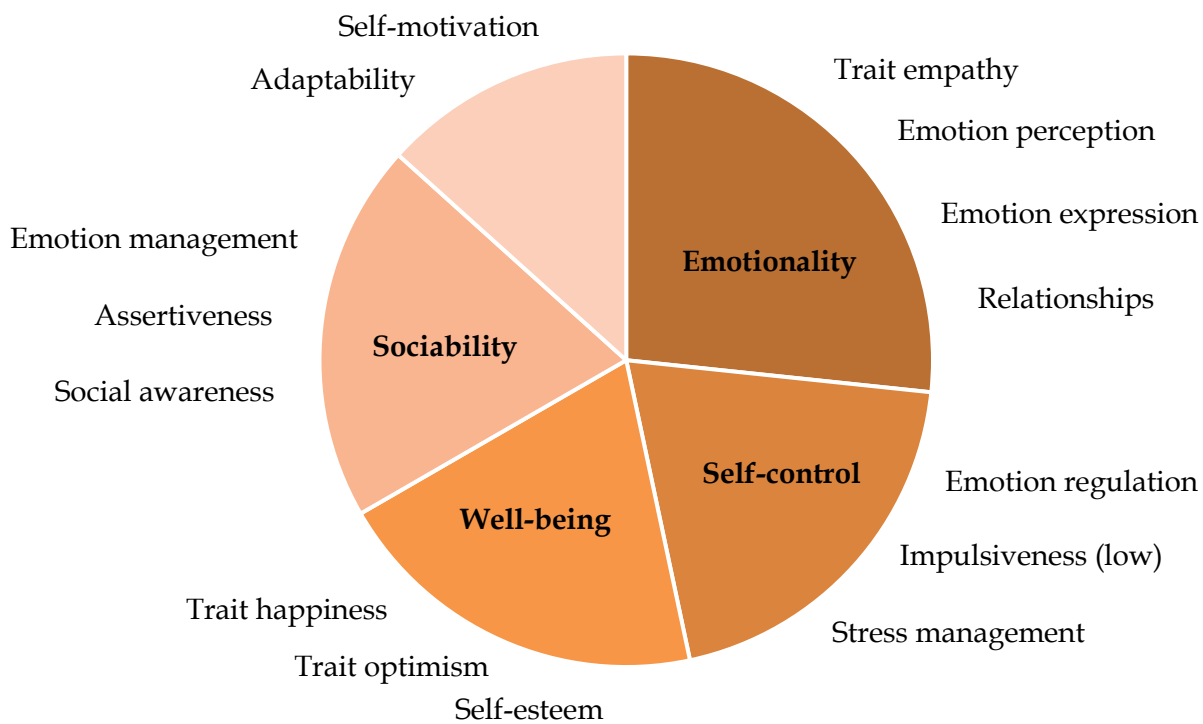 Self-motivation
Adaptability
Trait empathy
Emotion perception
Emotion expression
Relationships
Emotionality
Emotion management
Assertiveness
Social awareness
Sociability
Self-control
Emotion regulation
Impulsiveness (low)
Stress management
Well-being
Trait happiness
Trait optimism
Self-esteem